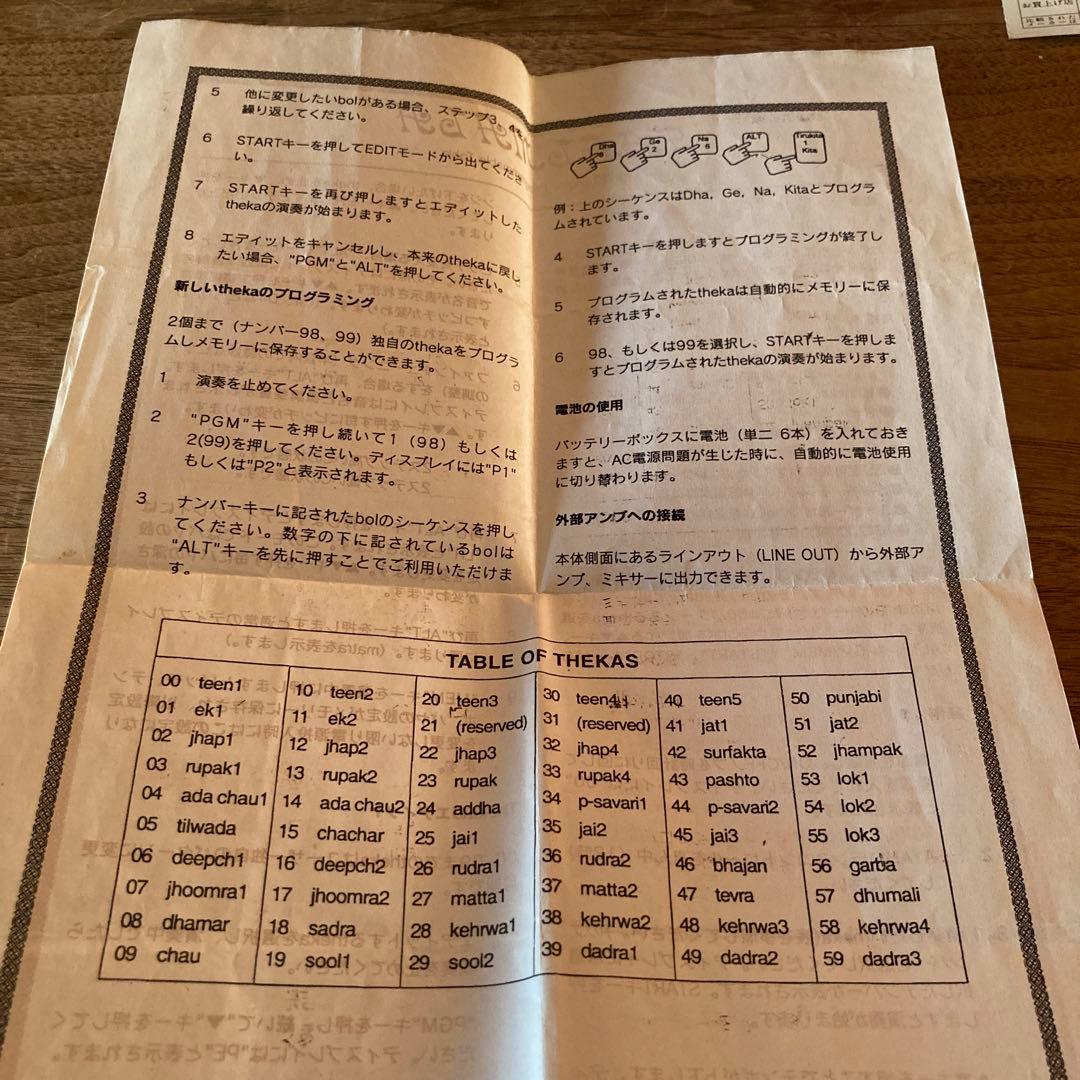 お買上げ店
5 他に変更したいbolがある場合、ステップ3、4を
繰り返してください。
6 STARTキーを押してEDITモードから出てくださ
い。
7 STARTキーを再び押しますとエディットした
thekaの演奏が始まります。
8 エディットをキャンセルし、本来のthekaに戻し
たい場合、"PGM"と"ALT"を押してください。
新しいthekaのプログラミング
2個まで（ナンバー98、99）独自のthekaをプログラ
ムしメモリーに保存することができます。
1 演奏を止めてください。
2 "PGM"キーを押し続いて1（98）もしくは
2(99)を押してください。ディスプレイには"P1"
もしくは"P2"と表示されます。
3 ナンバーキーに記されたbolのシーケンスを押し
てください。数字の下に記されているbolは
"ALT"キーを先に押すことでご利用いただけま
す。
Dha Ge 2 Na 6 ALT Tirukita 1 Kita
例：上のシーケンスはDha, Ge, Na, Kitaとプログラ
ムされています。
4 STARTキーを押しますとプログラミングが終了し
ます。
5 プログラムされたthekaは自動的にメモリーに保
存されます。
6 98、もしくは99を選択し、STARTキーを押しま
すとプログラムされたthekaの演奏が始まります。
電池の使用
バッテリーボックスに電池（単二 6本）を入れておき
ますと、AC電源問題が生じた時に、自動的に電池使用
に切り替わります。
外部アンプへの接続
本体側面にあるラインアウト（LINE OUT）から外部ア
ンプ、ミキサーに出力できます。
TABLE OF THEKAS
00 teen1 10 teen2 20 teen3 30 teen4 40 teen5 50 punjabi
01 ek1 11 ek2 21 (reserved) 31 (reserved) 41 jat1 51 jat2
02 jhap1 12 jhap2 22 jhap3 32 jhap4 42 surfakta 52 jhampak
03 rupak1 13 rupak2 23 rupak 33 rupak4 43 pashto 53 lok1
04 ada chau1 14 ada chau2 24 addha 34 p-savari1 44 p-savari2 54 lok2
05 tilwada 15 chachar 25 jai1 35 jai2 45 jai3 55 lok3
06 deepch1 16 deepch2 26 rudra1 36 rudra2 46 bhajan 56 garba
07 jhoomra1 17 jhoomra2 27 matta1 37 matta2 47 tevra 57 dhumali
08 dhamar 18 sadra 28 kehrwa1 38 kehrwa2 48 kehrwa3 58 kehrwa4
09 chau 19 sool1 29 sool2 39 dadra1 49 dadra2 59 dadra3